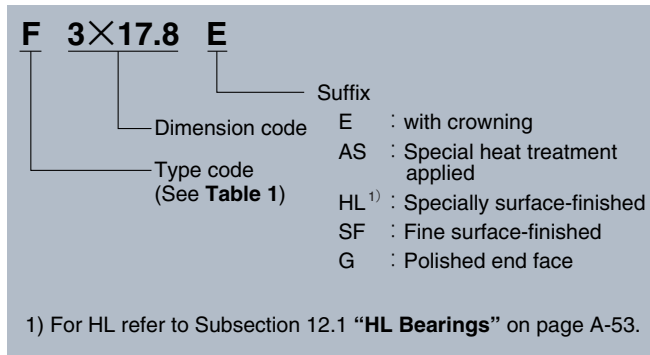 F 3×17.8 E
Suffix
Dimension code
Type code
(See Table 1)
E : with crowning
AS : Special heat treatment
applied
HL1) : Specially surface-finished
SF : Fine surface-finished
G : Polished end face
1) For HL refer to Subsection 12.1 “HL Bearings” on page A-53.